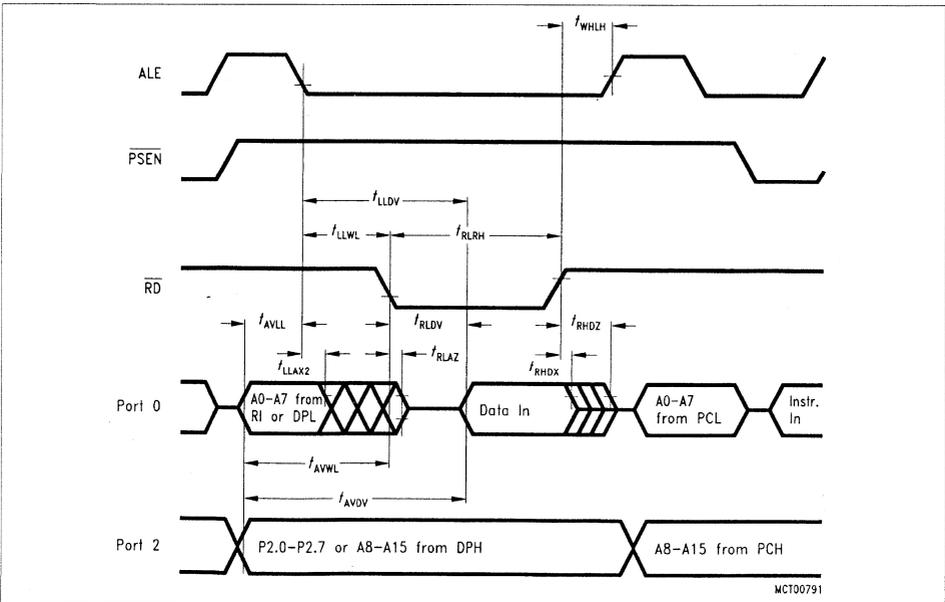 tWHLH
ALE
PSEN
tLLDV
tLLWL
tRLRH
RD
tAVLL
tRLDV
tRHDZ
tLLAX2
tRLAZ
tRHDX
Port 0
A0-A7 from
RI or DPL
Data In
A0-A7
from PCL
Instr.
In
tAVWL
tAVDV
Port 2
P2.0-P2.7 or A8-A15 from DPH
A8-A15 from PCH
MCT00791